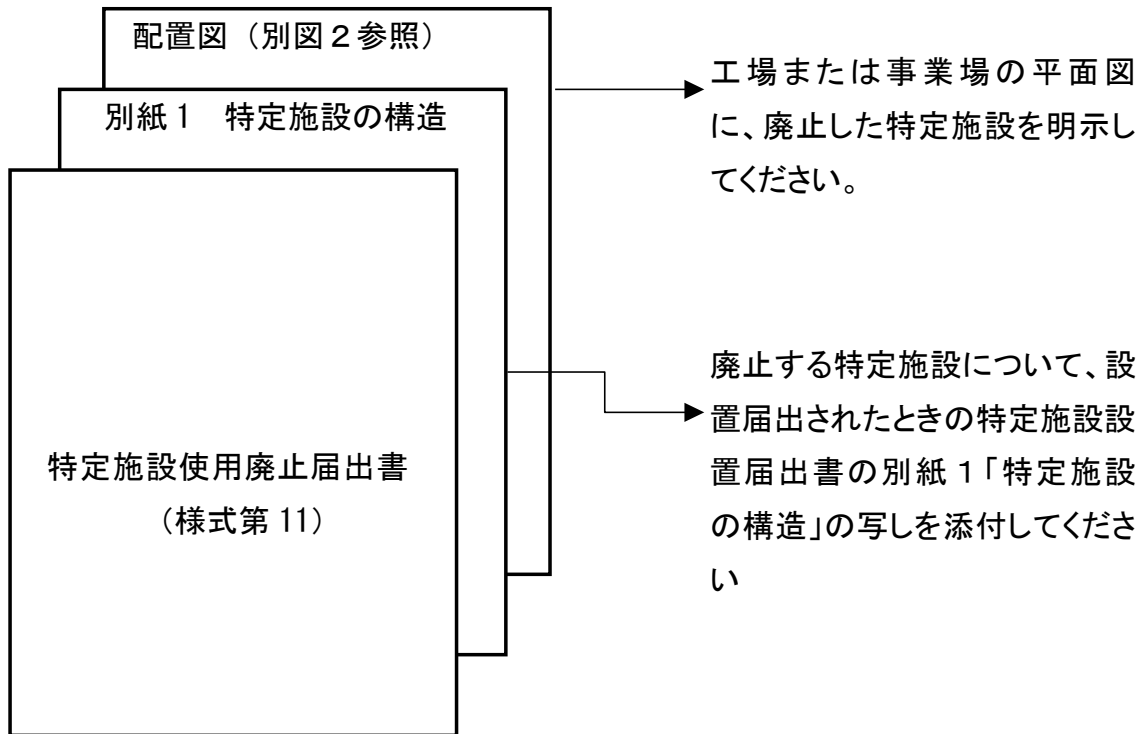 配置図（別図２参照）
別紙1　特定施設の構造
特定施設使用廃止届出書
（様式第 11）
工場または事業場の平面図
に、廃止した特定施設を明示し
てください。
廃止する特定施設について、設
置届出されたときの特定施設設
置届出書の別紙1「特定施設
の構造」の写しを添付してくださ
い